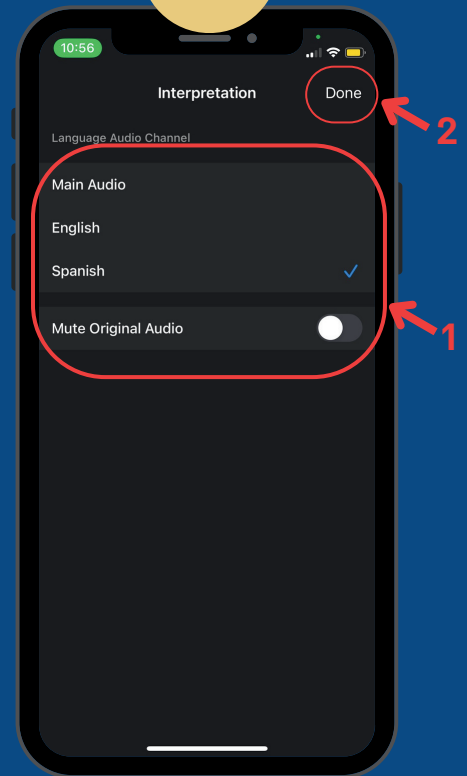 10:56
Interpretation
Done
2
Language Audio Channel
Main Audio
English
Spanish
Mute Original Audio
1